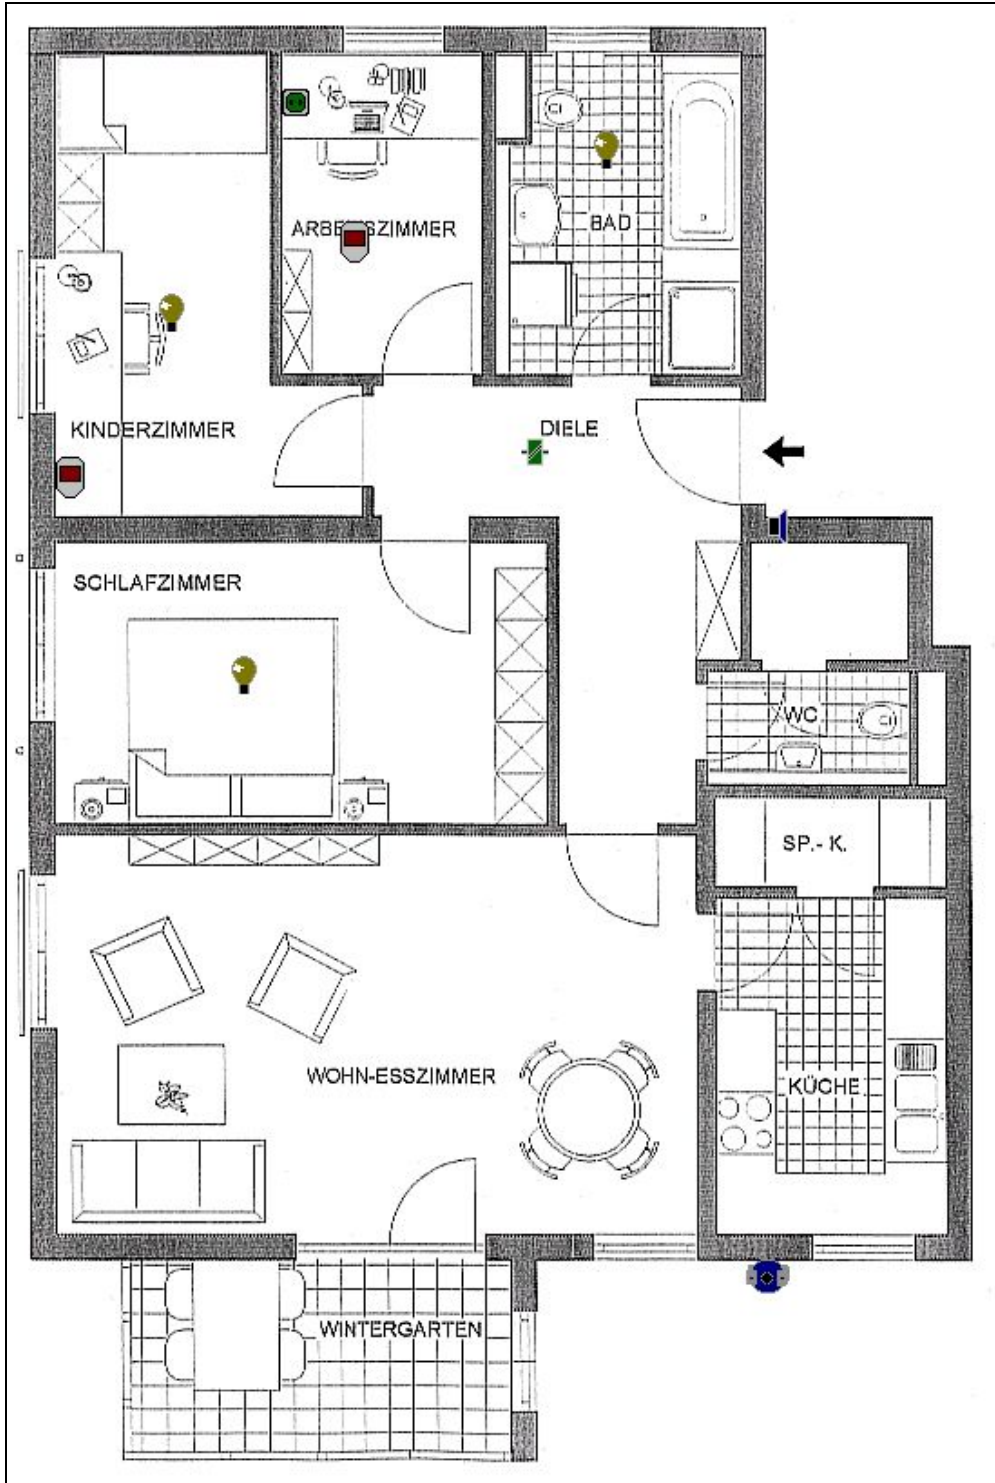 ARBEITSZIMMER
BAD
KINDERZIMMER
DIELE
SCHLAFZIMMER
WC
SP.- K.
WOHN-ESSZIMMER
KÜCHE
WINTERGARTEN